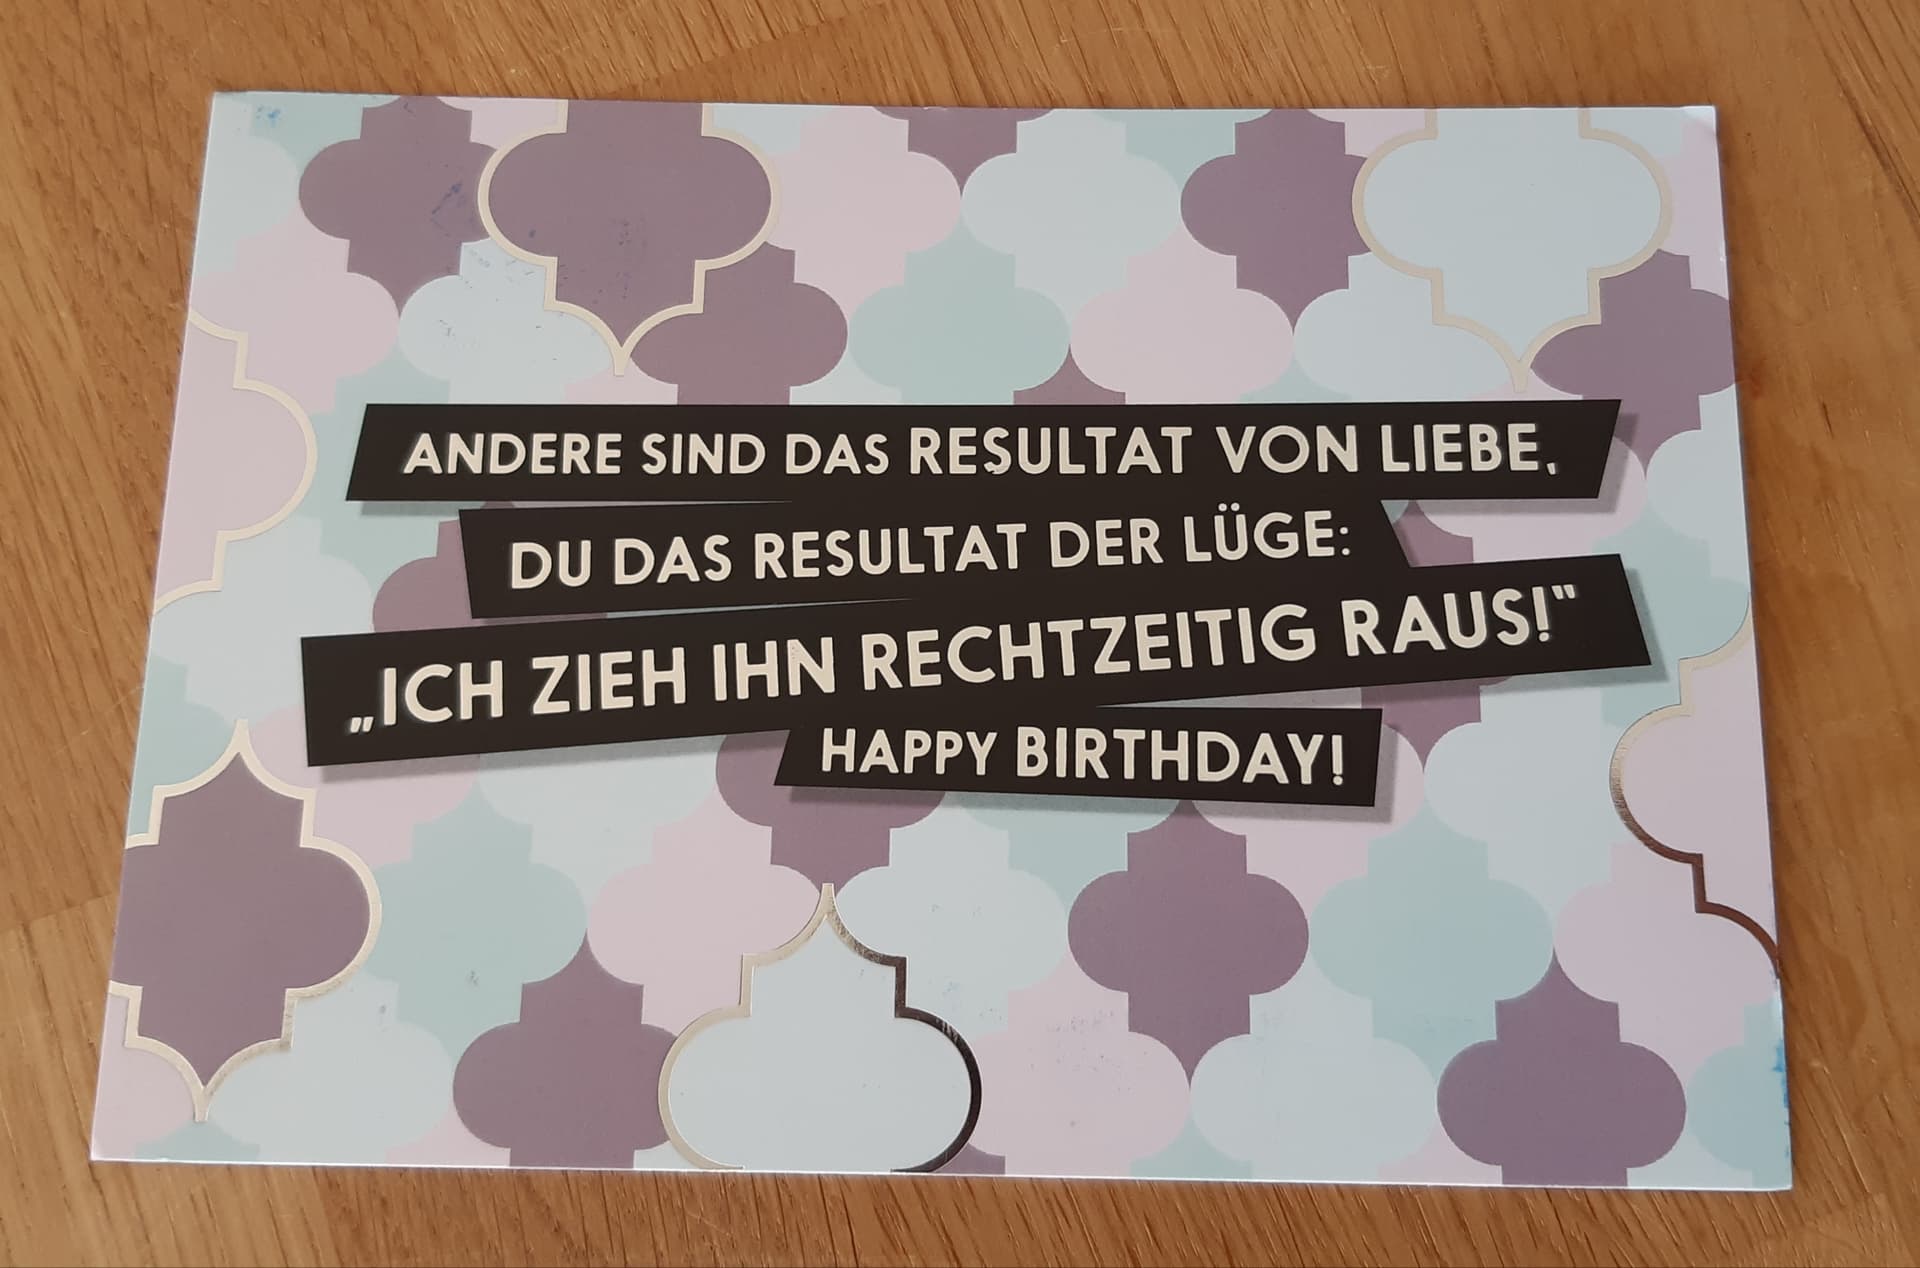 ANDERE SIND DAS RESULTAT VON LIEBE,
DU DAS RESULTAT DER LÜGE:
„ICH ZIEH IHN RECHTZEITIG RAUS!"
HAPPY BIRTHDAY!